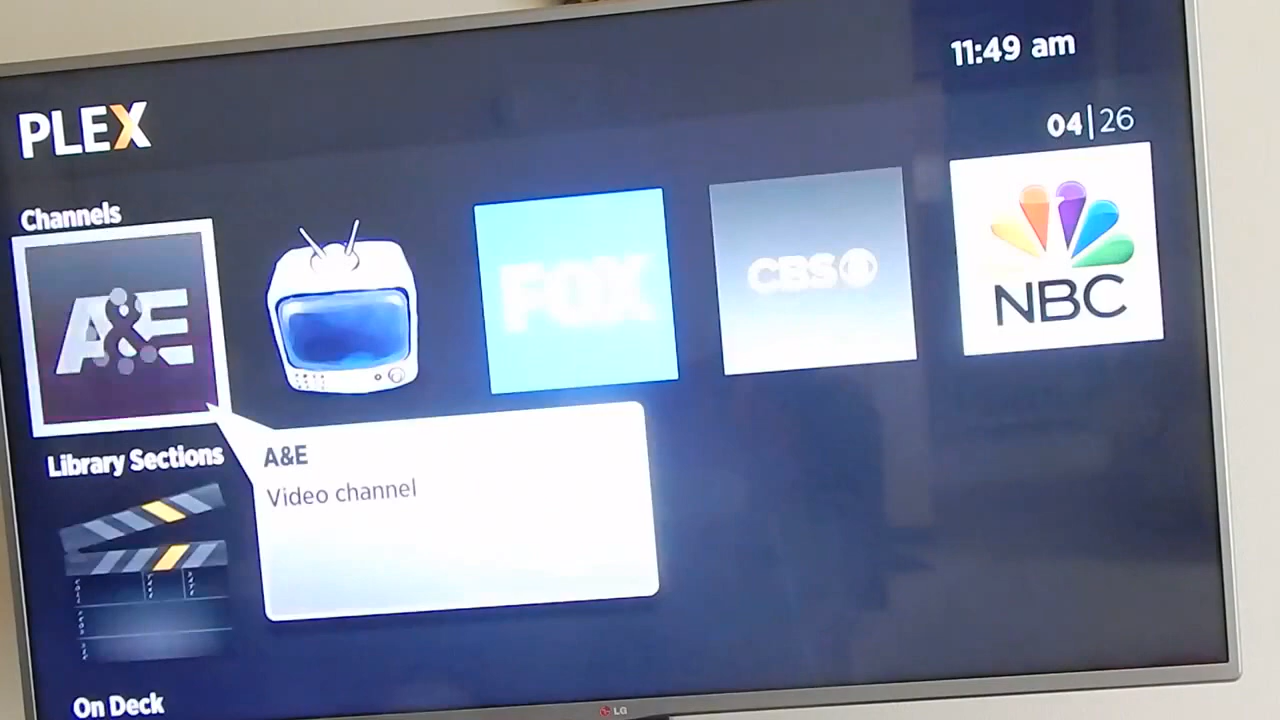 11:49 am
PLEX
04|26
Channels
A&E
FOX
CBS
NBC
Library Sections
A&E
Video channel
On Deck
LG